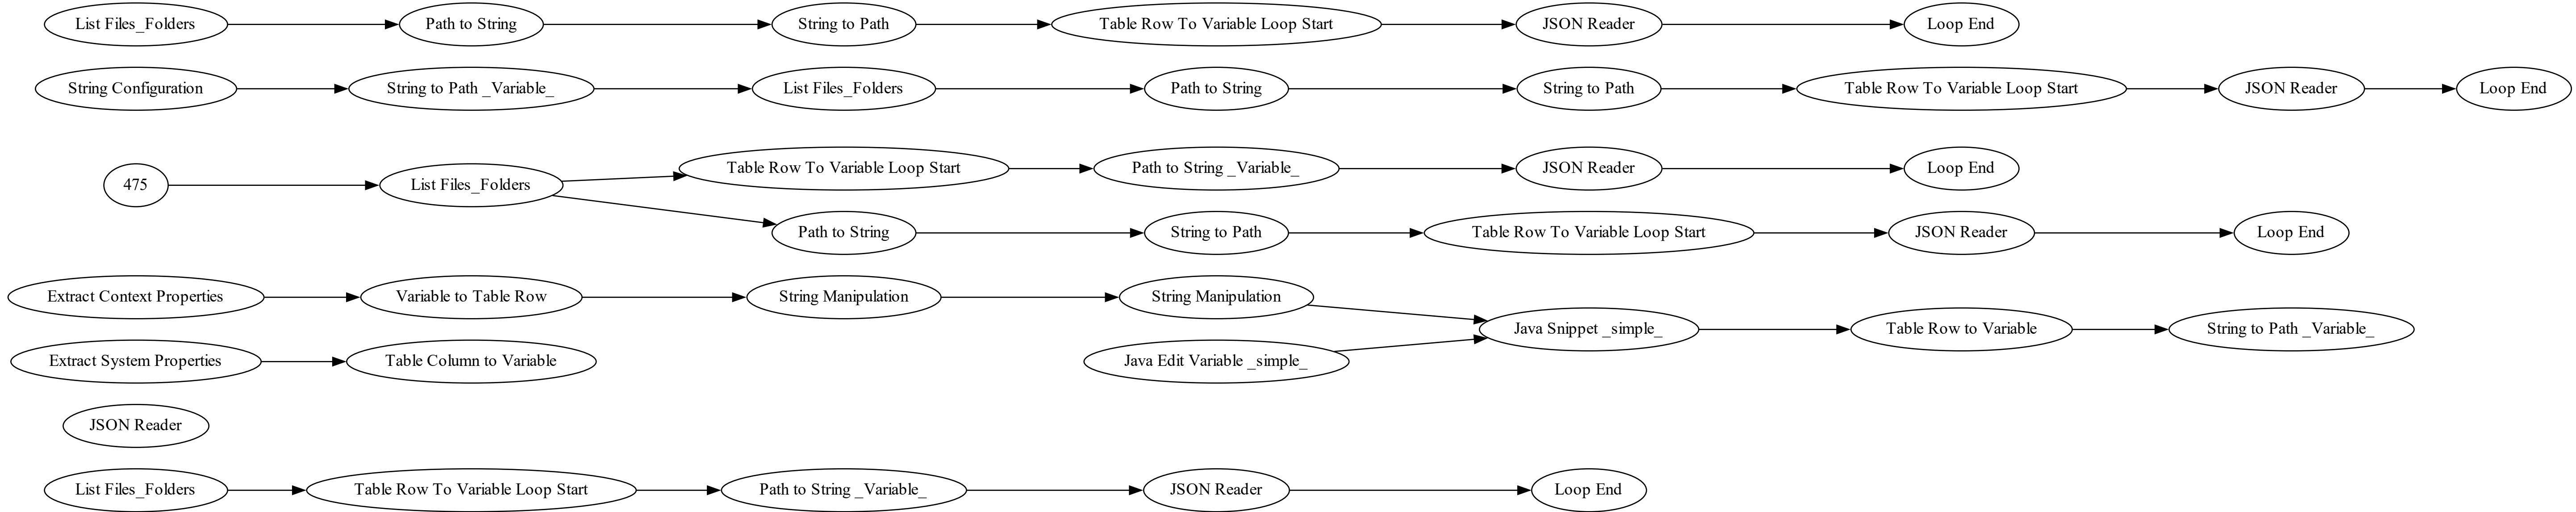 List Files_Folders
Path to String
String to Path
Table Row To Variable Loop Start
JSON Reader
Loop End
String Configuration
String to Path _Variable_
List Files_Folders
Path to String
String to Path
Table Row To Variable Loop Start
JSON Reader
Loop End
475
List Files_Folders
Table Row To Variable Loop Start
Path to String _Variable_
JSON Reader
Loop End
Path to String
String to Path
Table Row To Variable Loop Start
JSON Reader
Loop End
Extract Context Properties
Variable to Table Row
String Manipulation
String Manipulation
Java Snippet _simple_
Table Row to Variable
String to Path _Variable_
Extract System Properties
Table Column to Variable
Java Edit Variable _simple_
JSON Reader
List Files_Folders
Table Row To Variable Loop Start
Path to String _Variable_
JSON Reader
Loop End